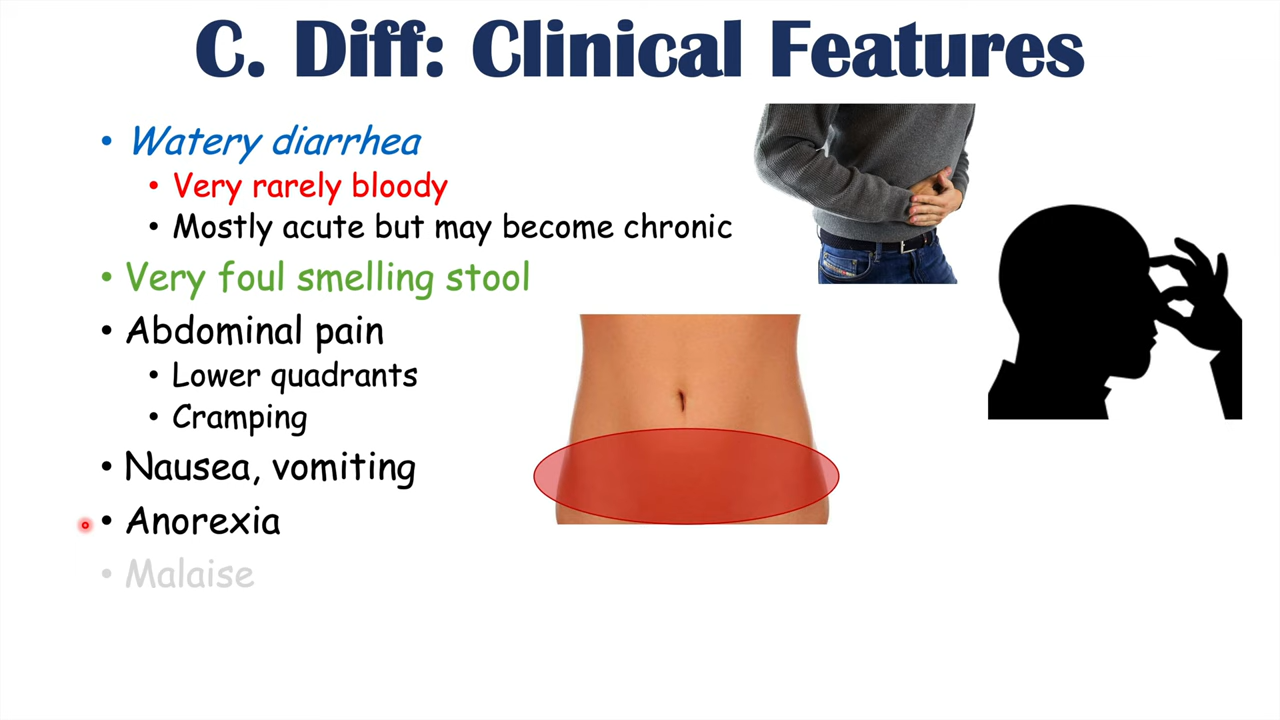 C. Diff: Clinical Features
• Watery diarrhea
• Very rarely bloody
• Mostly acute but may become chronic
• Very foul smelling stool
• Abdominal pain
• Lower quadrants
• Cramping
• Nausea, vomiting
• Anorexia
• Malaise